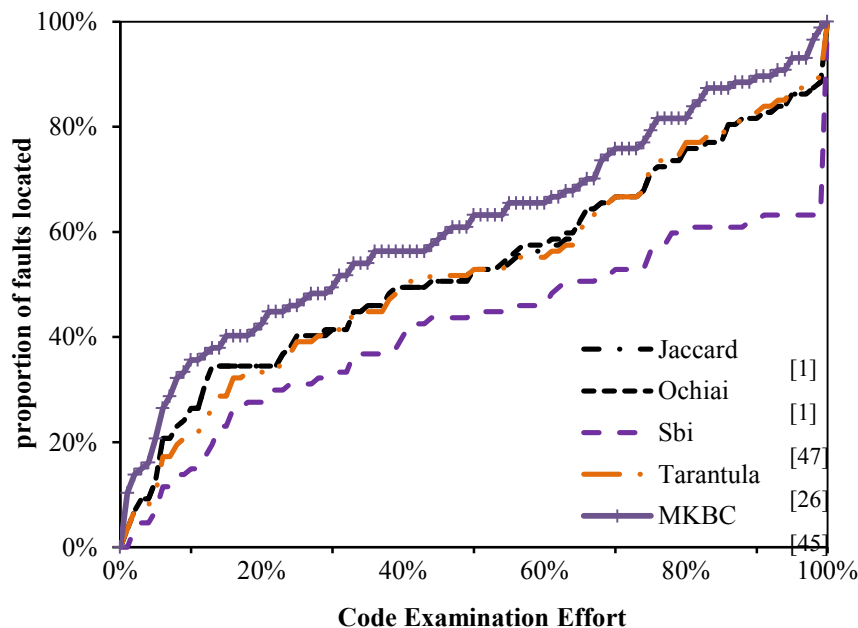 100%
80%
60%
40%
20%
0%
proportion of faults located
Jaccard [1]
Ochiai [1]
Sbi [47]
Tarantula [26]
MKBC [45]
0% 20% 40% 60% 80% 100%
Code Examination Effort